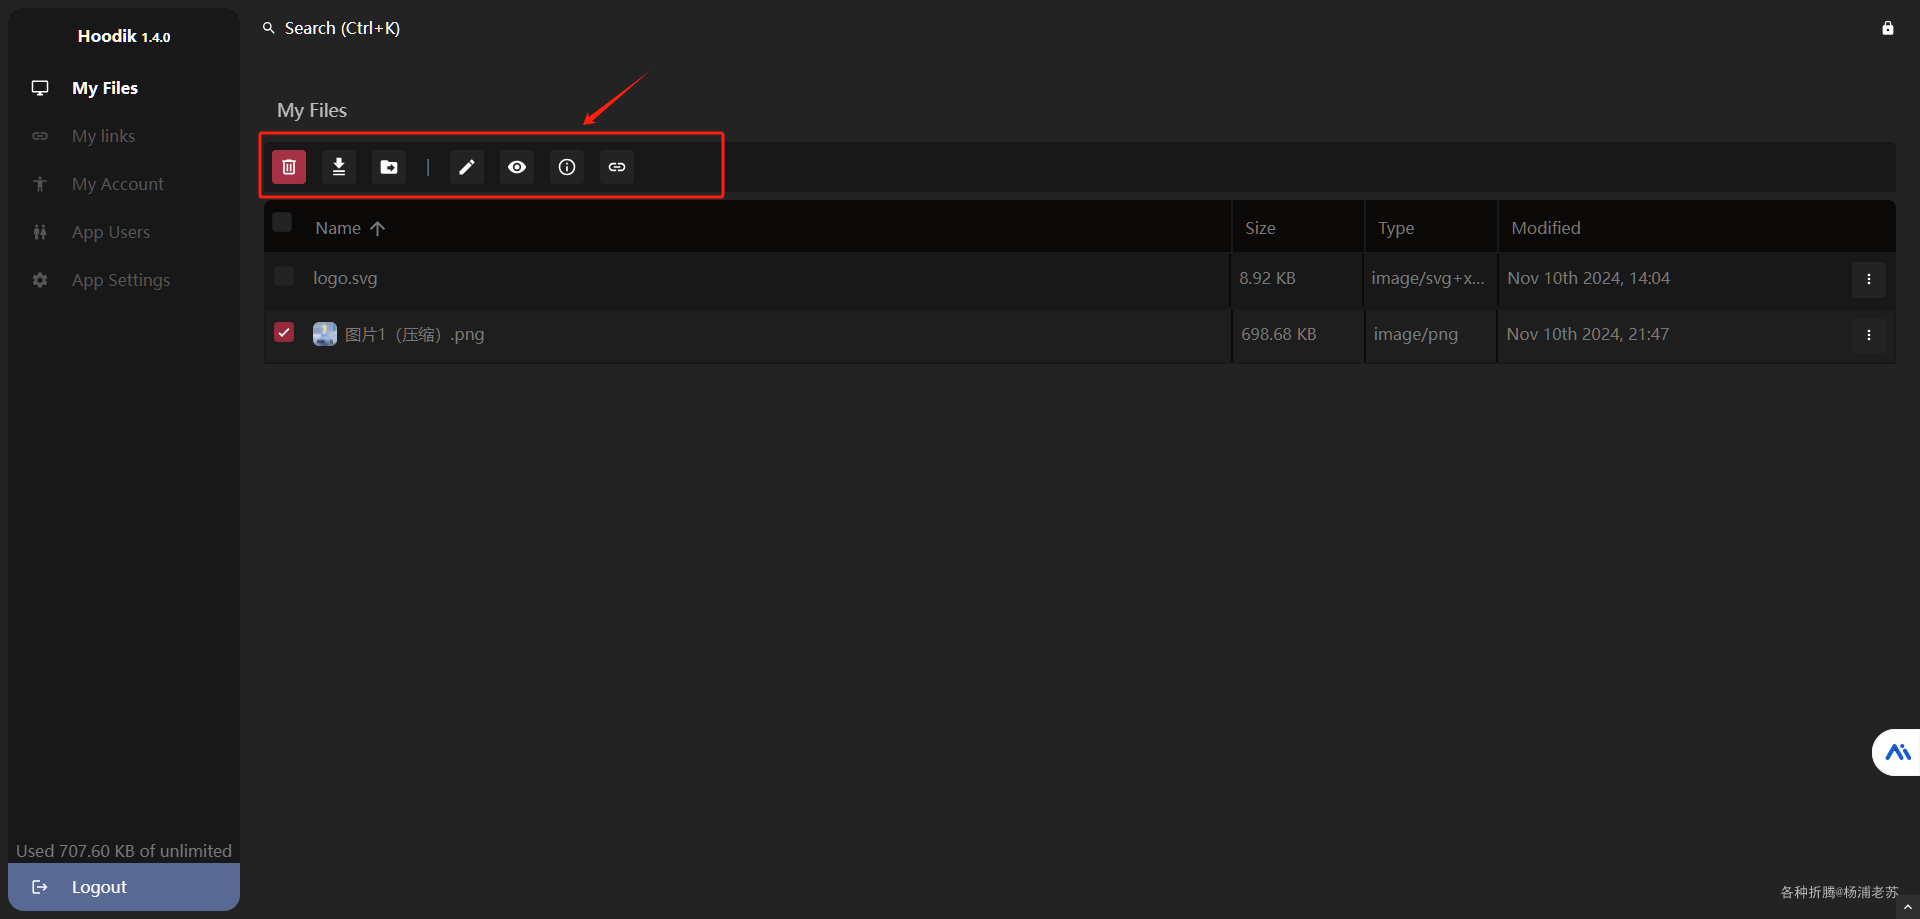 Hoodik 1.4.0
My Files
My links
My Account
App Users
App Settings
Used 707.60 KB of unlimited
Logout
Search (Ctrl+K)
My Files
Name Size Type Modified
logo.svg 8.92 KB image/svg+x... Nov 10th 2024, 14:04
图片1（压缩）.png 698.68 KB image/png Nov 10th 2024, 21:47
各种折腾@杨浦老苏